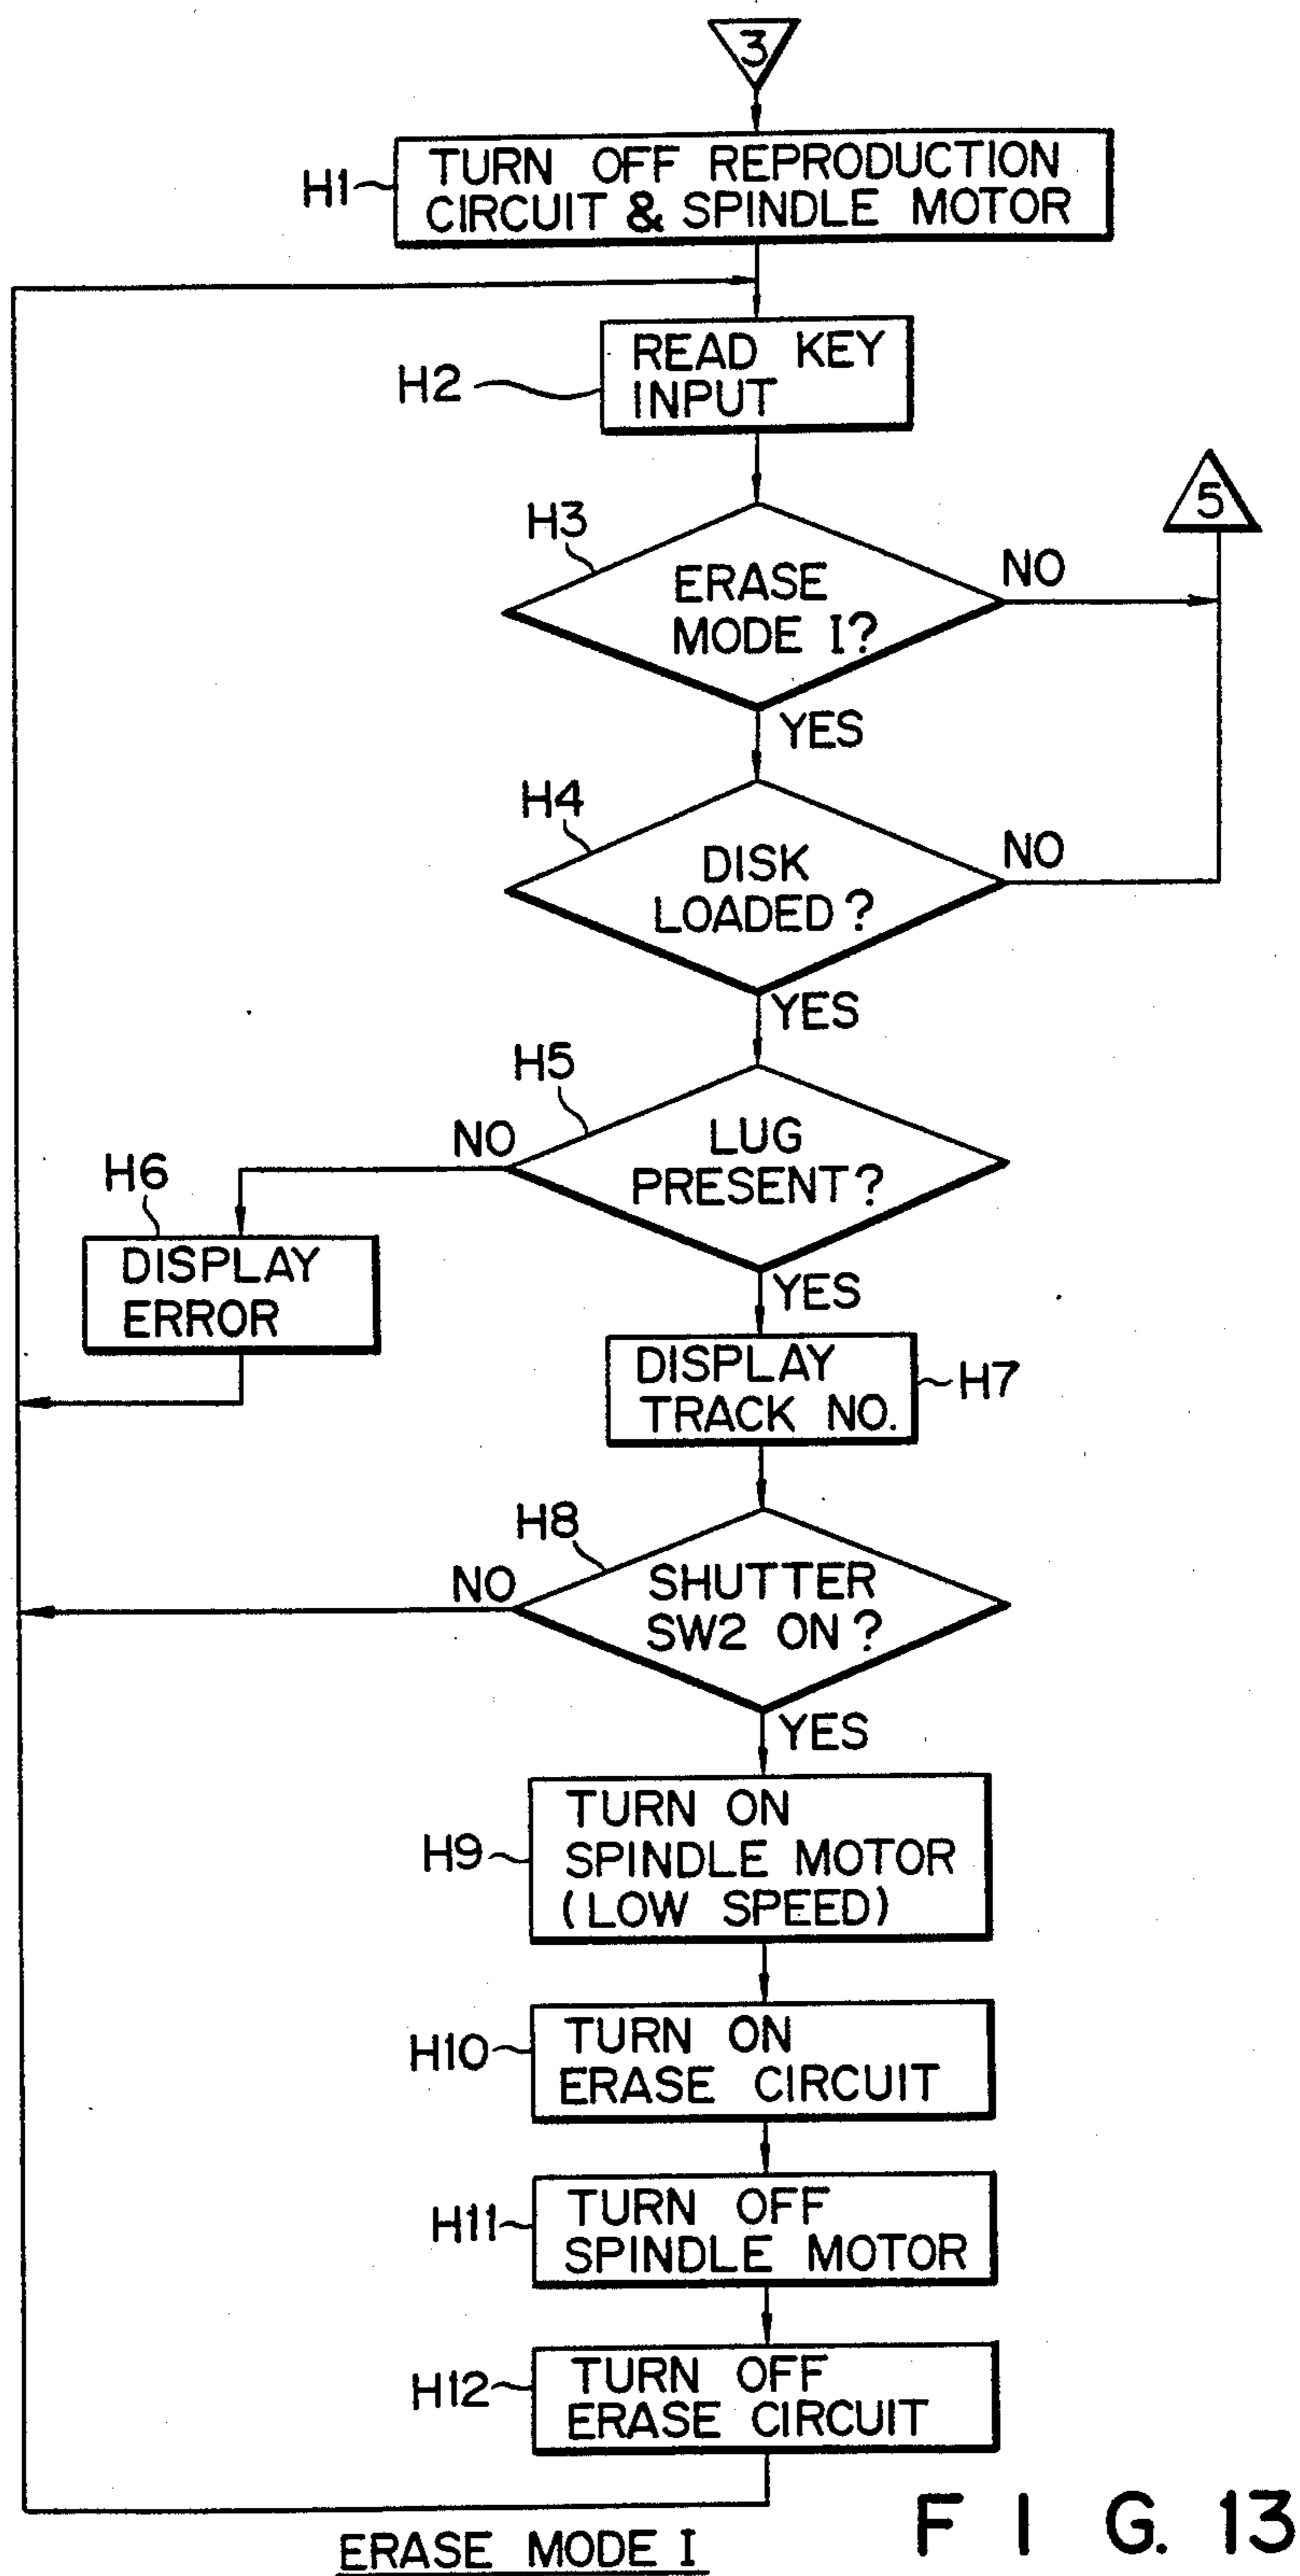 3
H1
TURN OFF REPRODUCTION
CIRCUIT & SPINDLE MOTOR
H2
READ KEY
INPUT
5
H3
ERASE
MODE I?
NO
YES
H4
DISK
LOADED?
NO
YES
H5
LUG
PRESENT?
NO
YES
H6
DISPLAY
ERROR
DISPLAY
TRACK NO.
H7
H8
SHUTTER
SW2 ON?
NO
YES
H9
TURN ON
SPINDLE MOTOR
(LOW SPEED)
H10
TURN ON
ERASE CIRCUIT
H11
TURN OFF
SPINDLE MOTOR
H12
TURN OFF
ERASE CIRCUIT
ERASE MODE I
FIG. 13